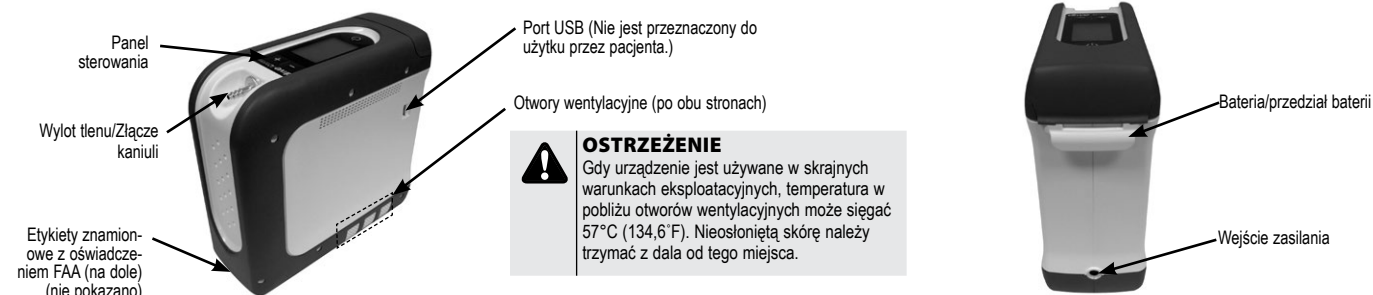 Panel
sterowania
Wylot tlenu/Złącze
kaniuli
Etykiety znamion-
owe z oświadcze-
niem FAA (na dole)
(nie pokazano)
Port USB (Nie jest przeznaczony do
użytku przez pacjenta.)
Otwory wentylacyjne (po obu stronach)
OSTRZEŻENIE
Gdy urządzenie jest używane w skrajnych
warunkach eksploatacyjnych, temperatura w
pobliżu otworów wentylacyjnych może sięgać
57°C (134,6˚F). Nieosłoniętą skórę należy
trzymać z dala od tego miejsca.
Bateria/przedział baterii
Wejście zasilania